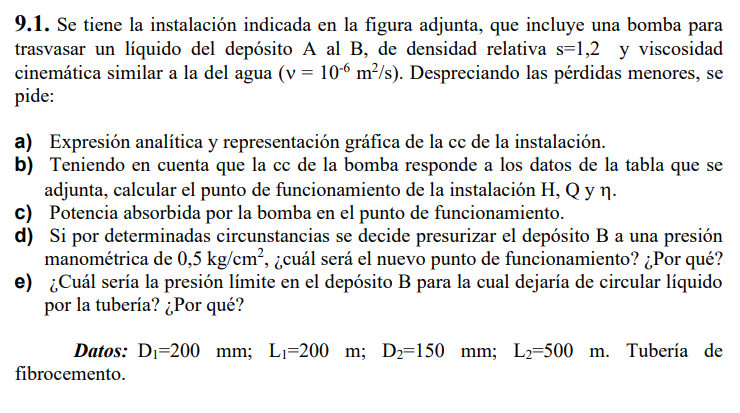 9.1. Se tiene la instalación indicada en la figura adjunta, que incluye una bomba para
trasvasar un líquido del depósito A al B, de densidad relativa s=1,2 y viscosidad
cinemática similar a la del agua (ν = 10⁻⁶ m²/s). Despreciando las pérdidas menores, se
pide:
a) Expresión analítica y representación gráfica de la cc de la instalación.
b) Teniendo en cuenta que la cc de la bomba responde a los datos de la tabla que se
adjunta, calcular el punto de funcionamiento de la instalación H, Q y η.
c) Potencia absorbida por la bomba en el punto de funcionamiento.
d) Si por determinadas circunstancias se decide presurizar el depósito B a una presión
manométrica de 0,5 kg/cm², ¿cuál será el nuevo punto de funcionamiento? ¿Por qué?
e) ¿Cuál sería la presión límite en el depósito B para la cual dejaría de circular líquido
por la tubería? ¿Por qué?
Datos: D₁=200 mm; L₁=200 m; D₂=150 mm; L₂=500 m. Tubería de
fibrocemento.